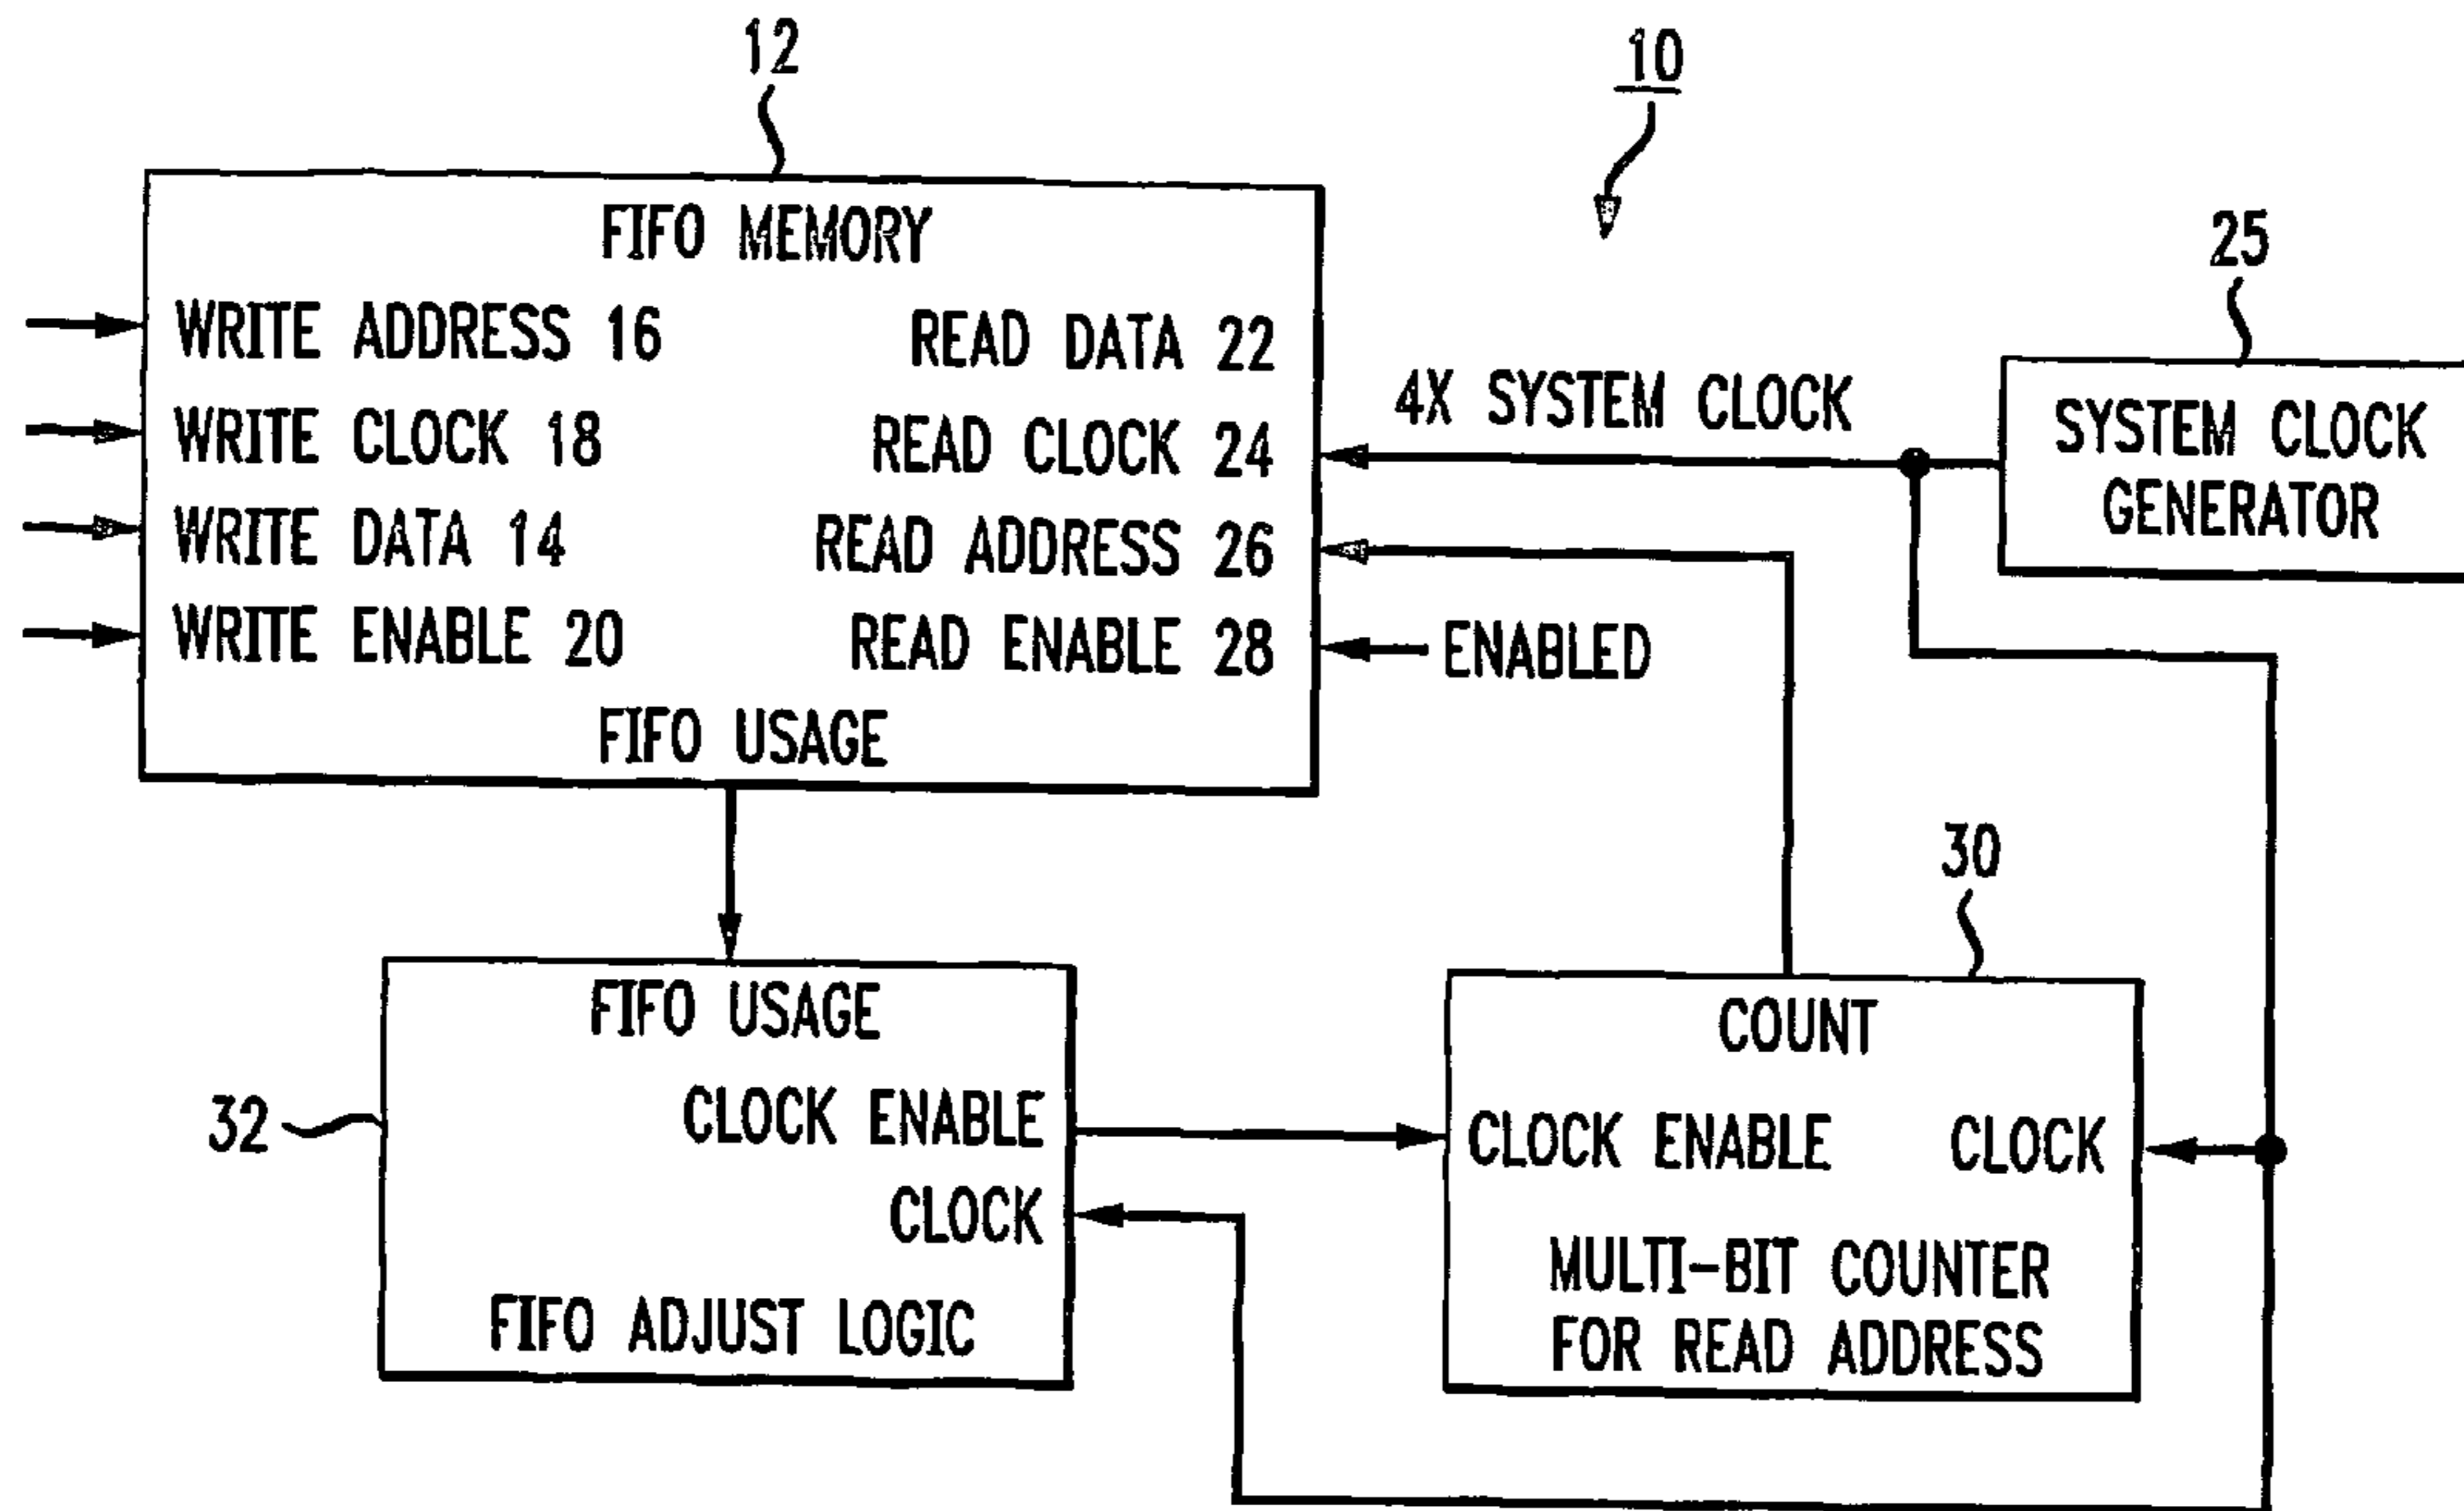 12
10
FIFO MEMORY
25
WRITE ADDRESS 16
READ DATA 22
WRITE CLOCK 18
READ CLOCK 24
4X SYSTEM CLOCK
SYSTEM CLOCK
GENERATOR
WRITE DATA 14
READ ADDRESS 26
WRITE ENABLE 20
READ ENABLE 28
ENABLED
FIFO USAGE
30
FIFO USAGE
COUNT
32
CLOCK ENABLE
CLOCK ENABLE
CLOCK
CLOCK
MULTI-BIT COUNTER
FOR READ ADDRESS
FIFO ADJUST LOGIC